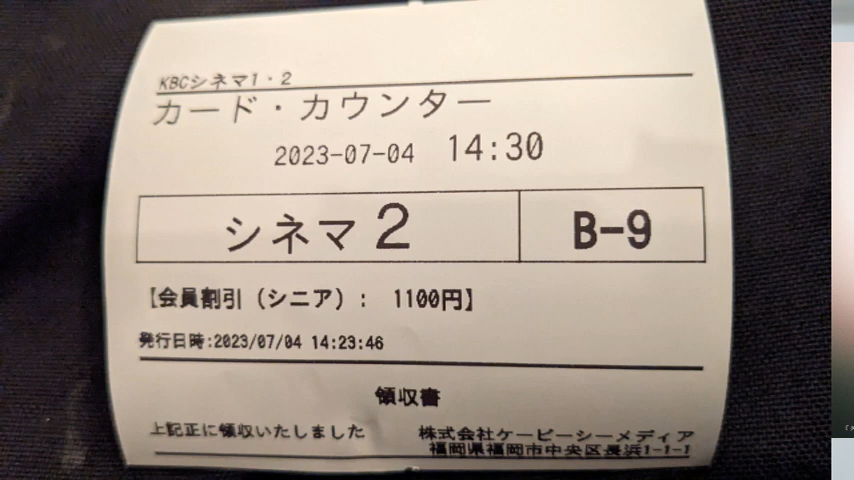 KBCシネマ1・2
カード・カウンター
2023-07-04 14:30
シネマ2 B-9
【会員割引(シニア): 1100円】
発行日時:2023/07/04 14:23:46
領収書
上記正に領収いたしました 株式会社ケービーシーメディア
福岡県福岡市中央区長浜1-1-1